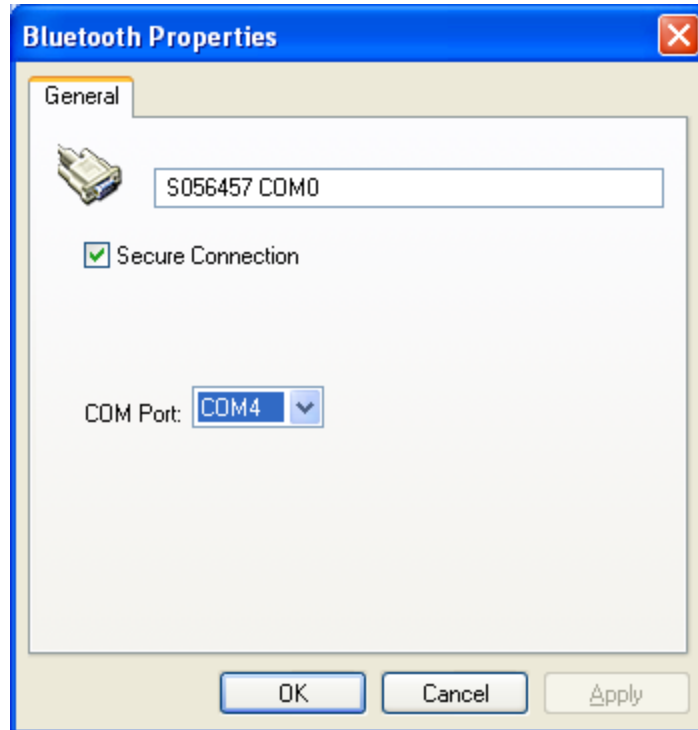 Bluetooth Properties
General
S056457 COM0
Secure Connection
COM Port: COM4
OK Cancel Apply